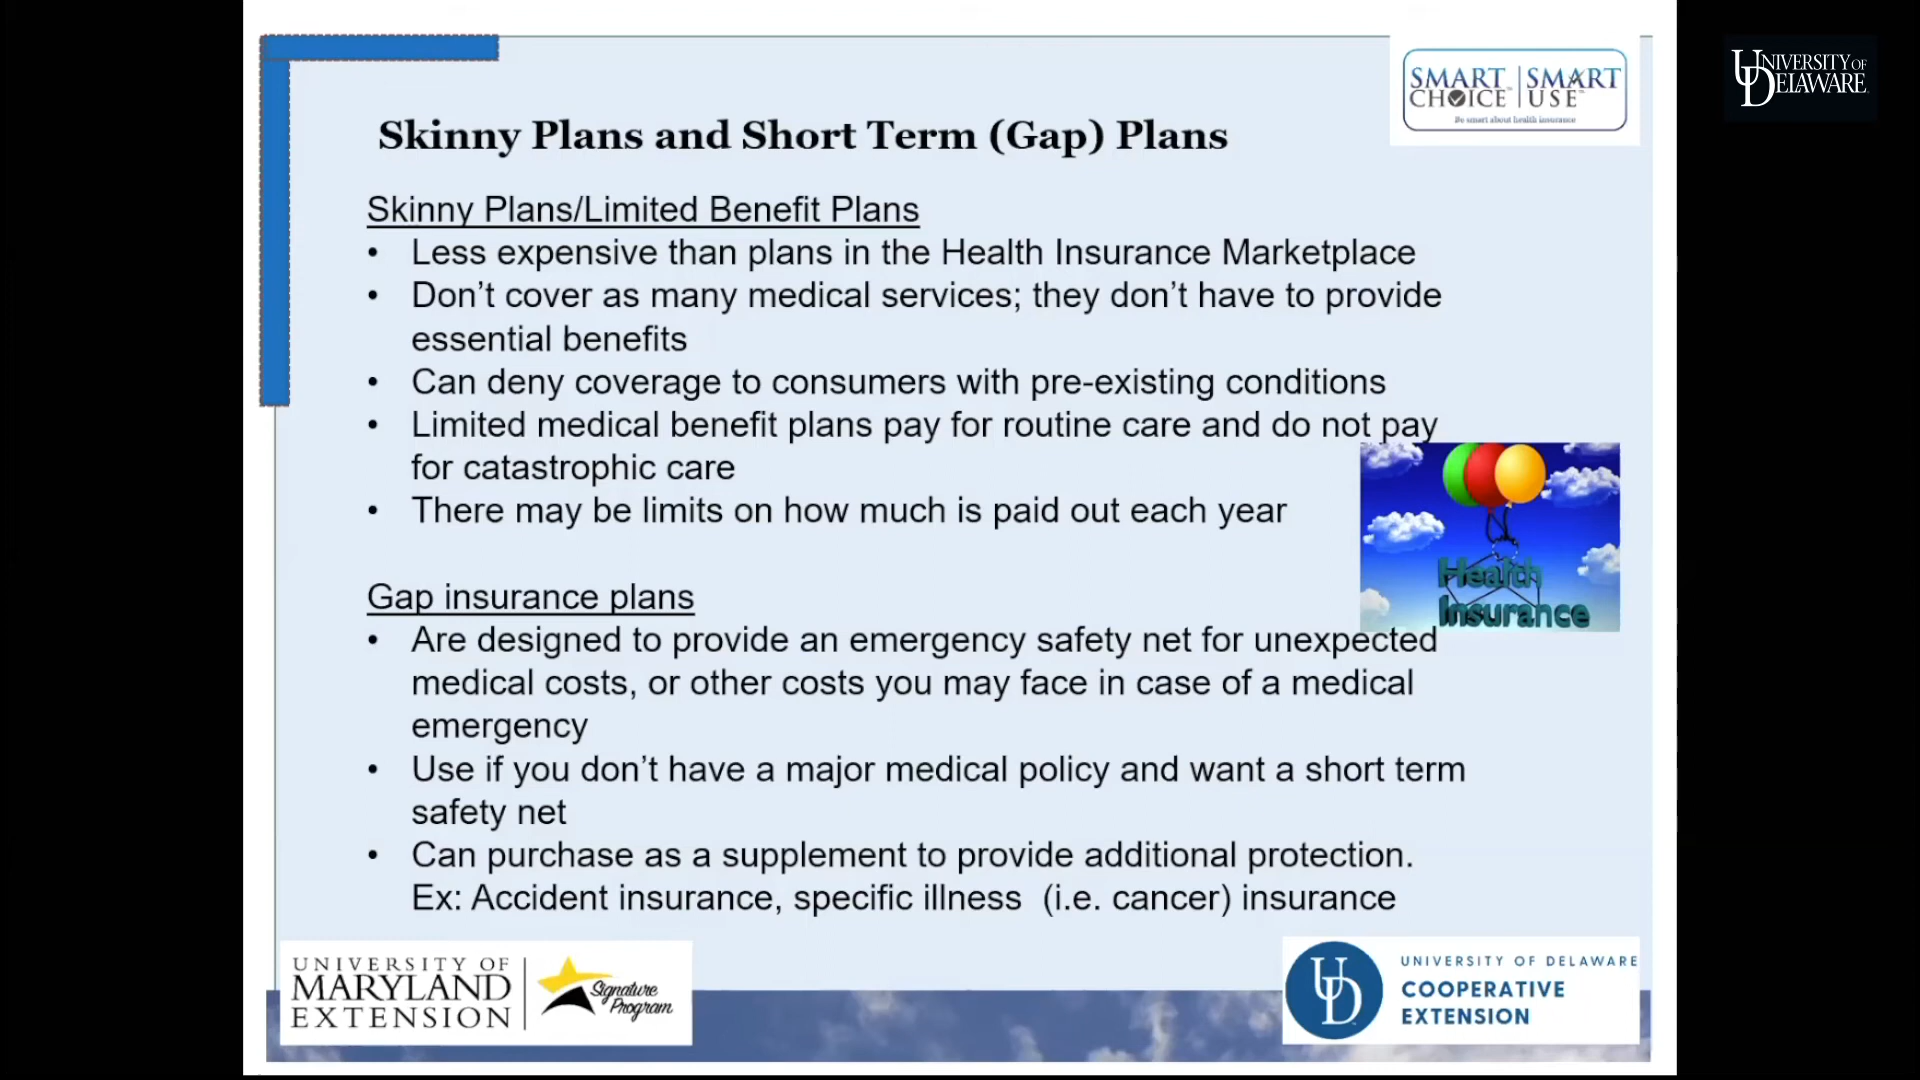 UNIVERSITY OF
DELAWARE
SMART CHOICE | SMART USE
Be smart about health insurance
Skinny Plans and Short Term (Gap) Plans
Skinny Plans/Limited Benefit Plans
• Less expensive than plans in the Health Insurance Marketplace
• Don’t cover as many medical services; they don’t have to provide
essential benefits
• Can deny coverage to consumers with pre-existing conditions
• Limited medical benefit plans pay for routine care and do not pay
for catastrophic care
• There may be limits on how much is paid out each year
Health
Insurance
Gap insurance plans
• Are designed to provide an emergency safety net for unexpected
medical costs, or other costs you may face in case of a medical
emergency
• Use if you don’t have a major medical policy and want a short term
safety net
• Can purchase as a supplement to provide additional protection.
Ex: Accident insurance, specific illness  (i.e. cancer) insurance
UNIVERSITY OF
MARYLAND
EXTENSION
Signature
Program
UD
UNIVERSITY OF DELAWARE
COOPERATIVE
EXTENSION